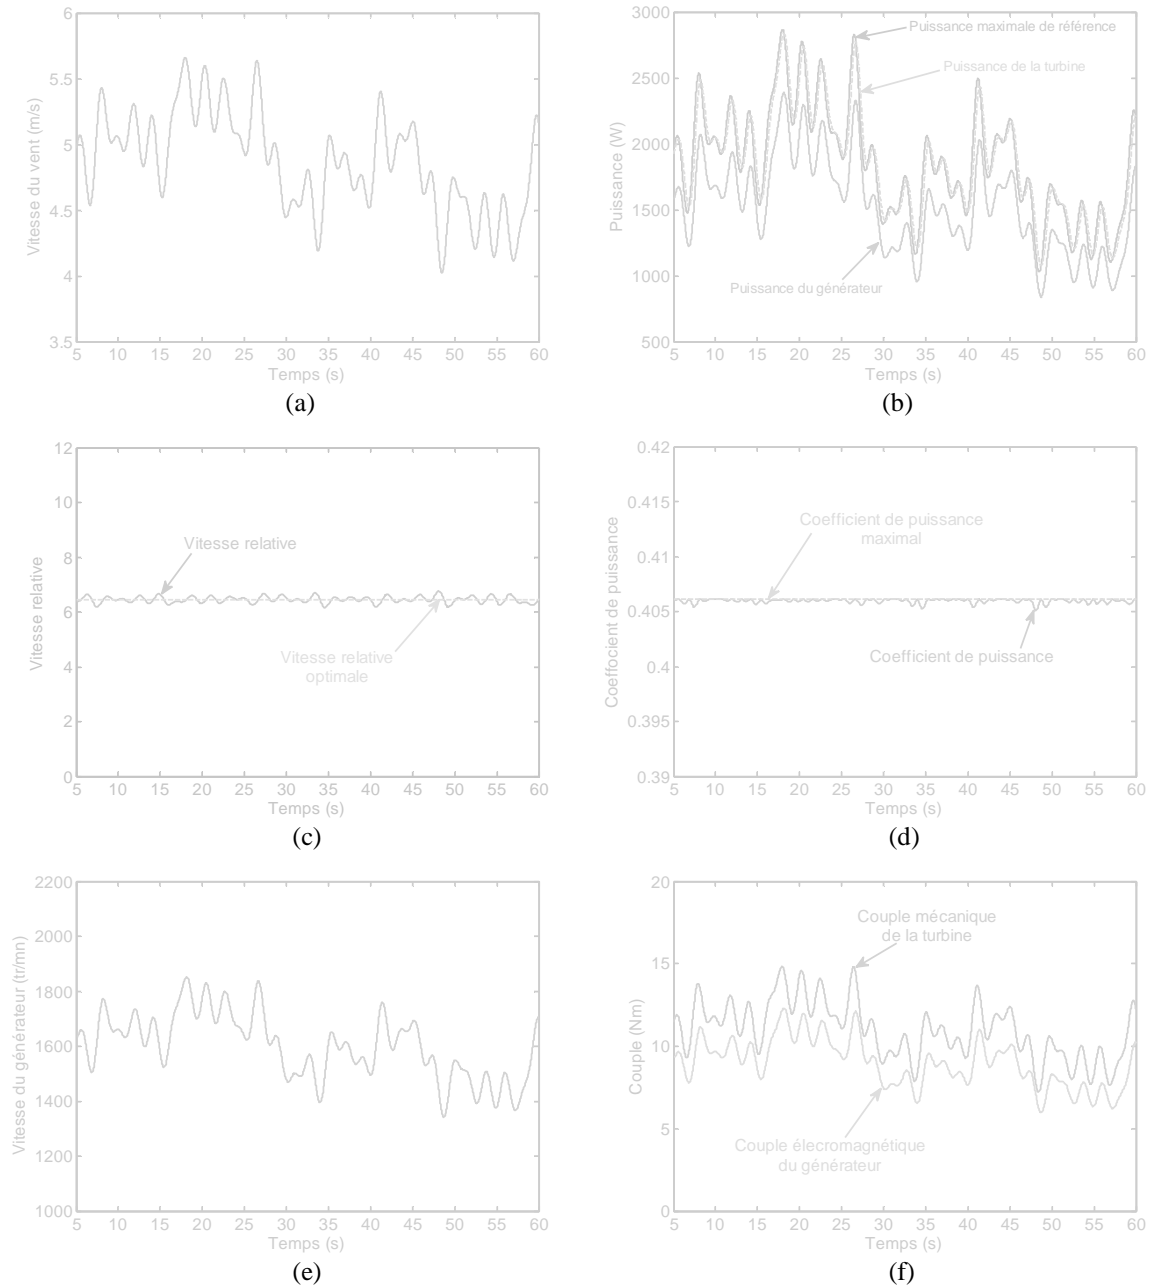 6
5.5
5
4.5
4
3.5
Vitesse du vent (m/s)
5 10 15 20 25 30 35 40 45 50 55 60
Temps (s)
(a)
3000
2500
2000
1500
1000
500
Puissance (W)
Puissance maximale de référence
Puissance de la turbine
Puissance du générateur
5 10 15 20 25 30 35 40 45 50 55 60
Temps (s)
(b)
12
10
8
6
4
2
0
Vitesse relative
Vitesse relative
Vitesse relative
optimale
5 10 15 20 25 30 35 40 45 50 55 60
Temps (s)
(c)
0.42
0.415
0.41
0.405
0.4
0.395
0.39
Coeffocient de puissance
Coefficient de puissance
maximal
Coefficient de puissance
5 10 15 20 25 30 35 40 45 50 55 60
Temps (s)
(d)
2200
2000
1800
1600
1400
1200
1000
Vitesse du générateur (tr/mn)
5 10 15 20 25 30 35 40 45 50 55 60
Temps (s)
(e)
20
15
10
5
0
Couple (Nm)
Couple mécanique
de la turbine
Couple élecromagnétique
du générateur
5 10 15 20 25 30 35 40 45 50 55 60
Temps (s)
(f)